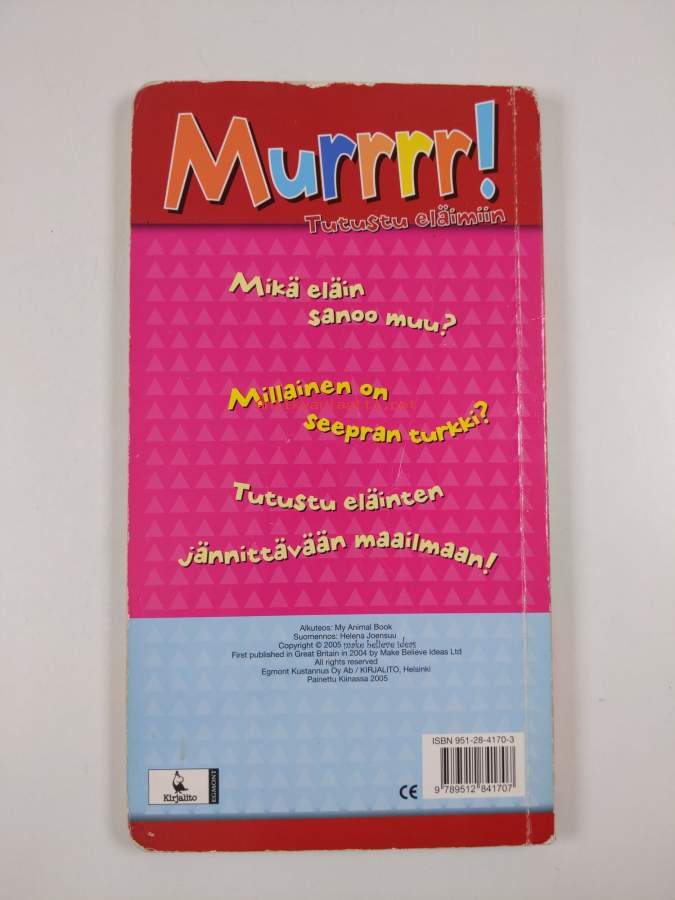 Murrrr!
Tutustu eläimiin
Mikä eläin
sanoo muu?
Millainen on
seepran turkki?
Tutustu eläinten
jännittävään maailmaan!
Alkuteos: My Animal Book
Suomennos: Helena Joensuu
Copyright © 2005 make believe ideas
First published in Great Britain in 2004 by Make Believe Ideas Ltd
All rights reserved
Egmont Kustannus Oy Ab / KIRJALITO, Helsinki
Painettu Kiinassa 2005
ISBN 951-28-4170-3
9 789512 841707
CE
Kirjalito
EGMONT